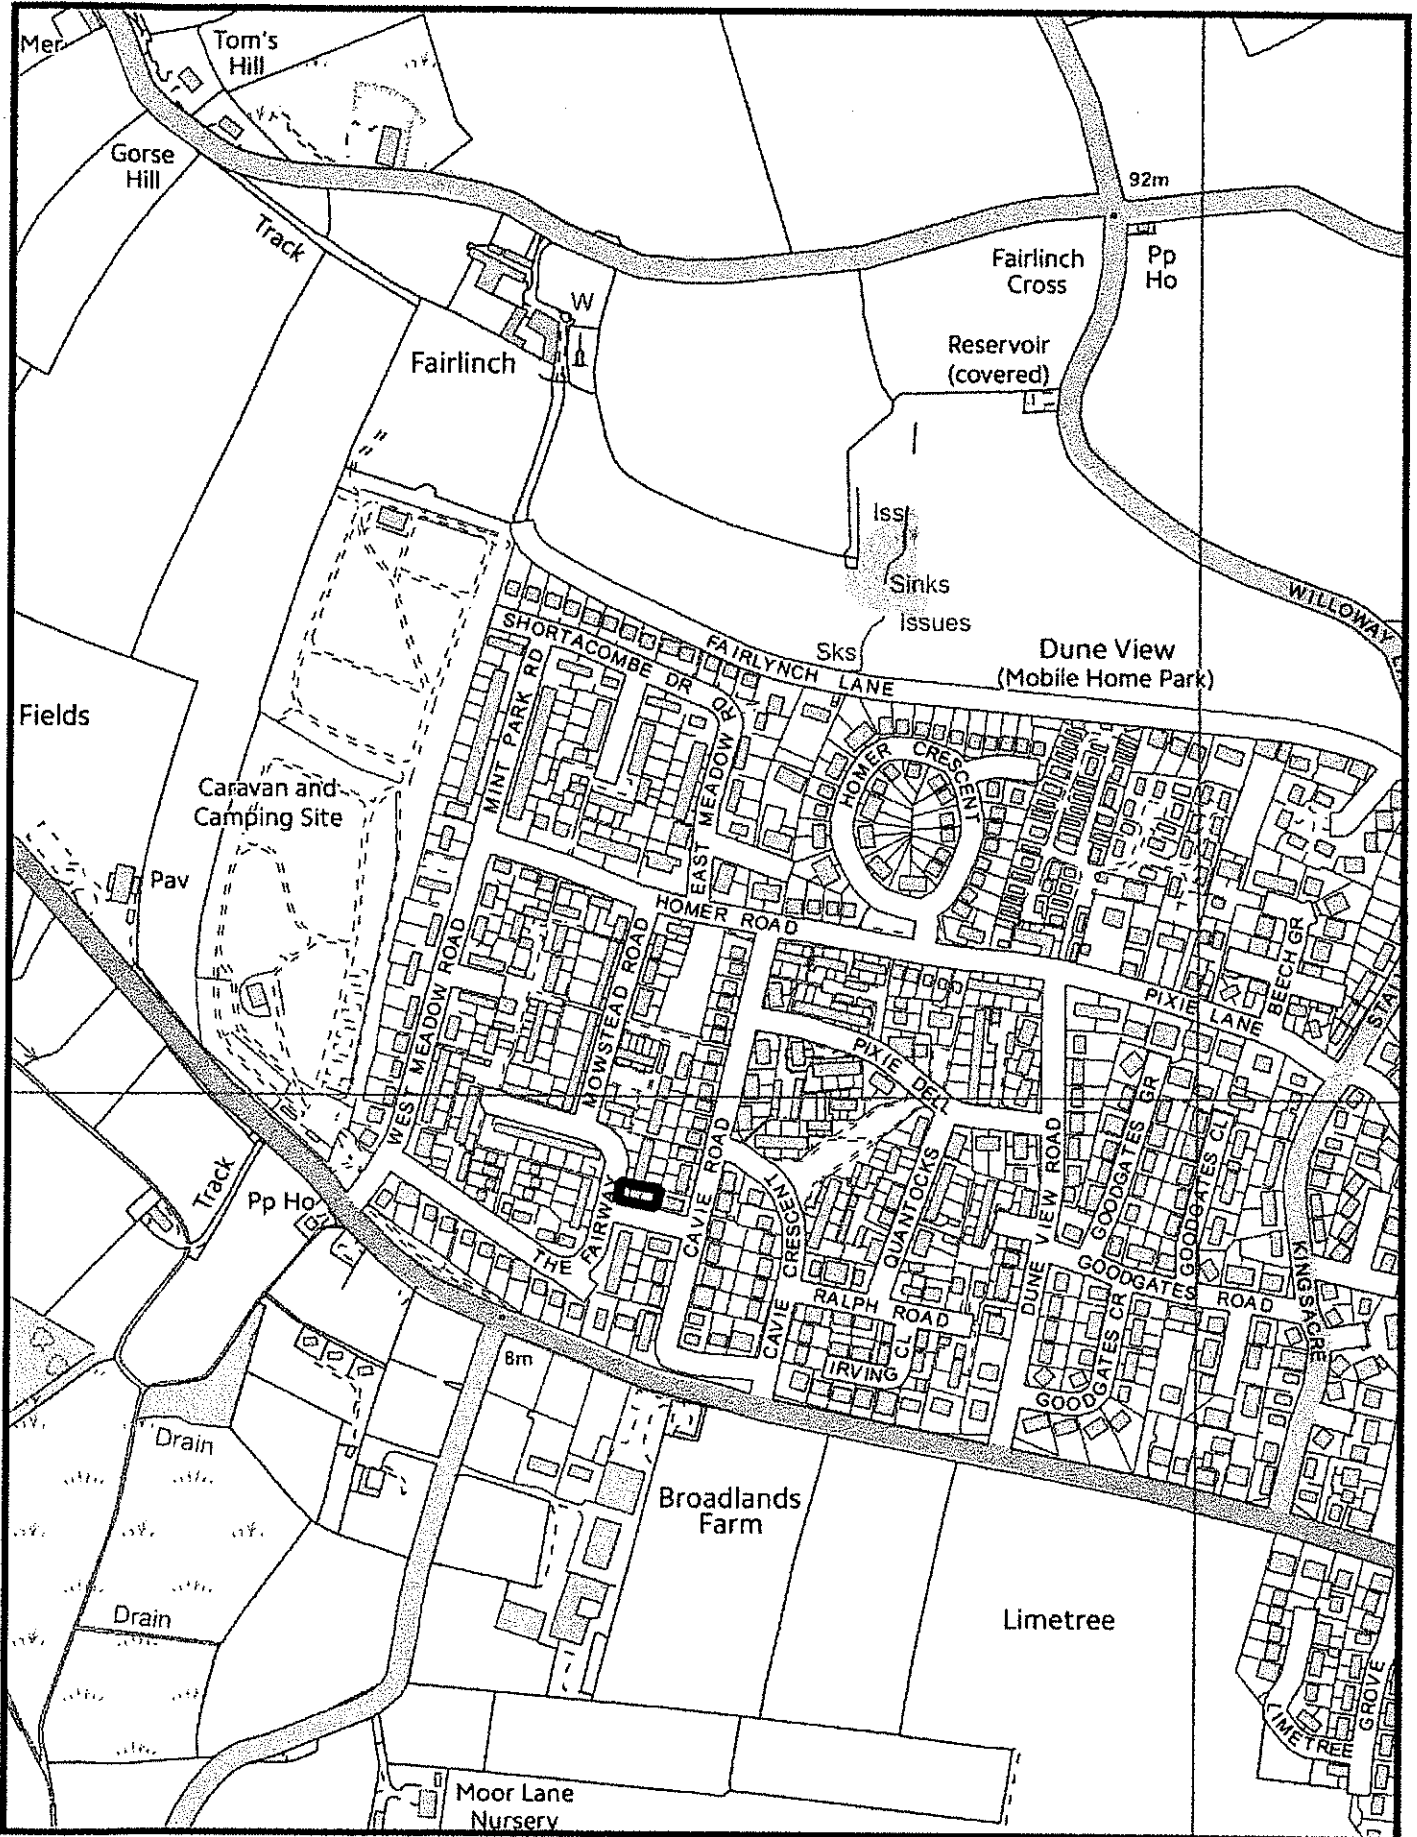 Mer
Tom's
Hill
Gorse
Hill
Track
92m
Fairlinch
Cross
Pp
Ho
W
Fairlinch
Reservoir
(covered)
Iss
Sinks
Issues
Sks
WILLOWAY L
SHORTACOMBE DR
FAIRLYNCH LANE
Dune View
(Mobile Home Park)
Fields
MINT PARK RD
EAST MEADOW RD
HOMER CRESCENT
Caravan and
Camping Site
Pav
HOMER ROAD
WEST MEADOW ROAD
MOWSTEAD ROAD
BEECH GR
PIXIE LANE
PIXIE DELL
Track
Pp Ho
THE FAIRWAY
CAVIE ROAD
CAVIE CRESCENT
QUANTOCKS
DUNE VIEW ROAD
GOODGATES GR
GOODGATES CL
KINGSACRE
GOODGATES ROAD
RALPH ROAD
IRVING CL
GOODGATES CR
8m
Drain
Broadlands
Farm
Drain
Limetree
LIMETREE GROVE
Moor Lane
Nursery